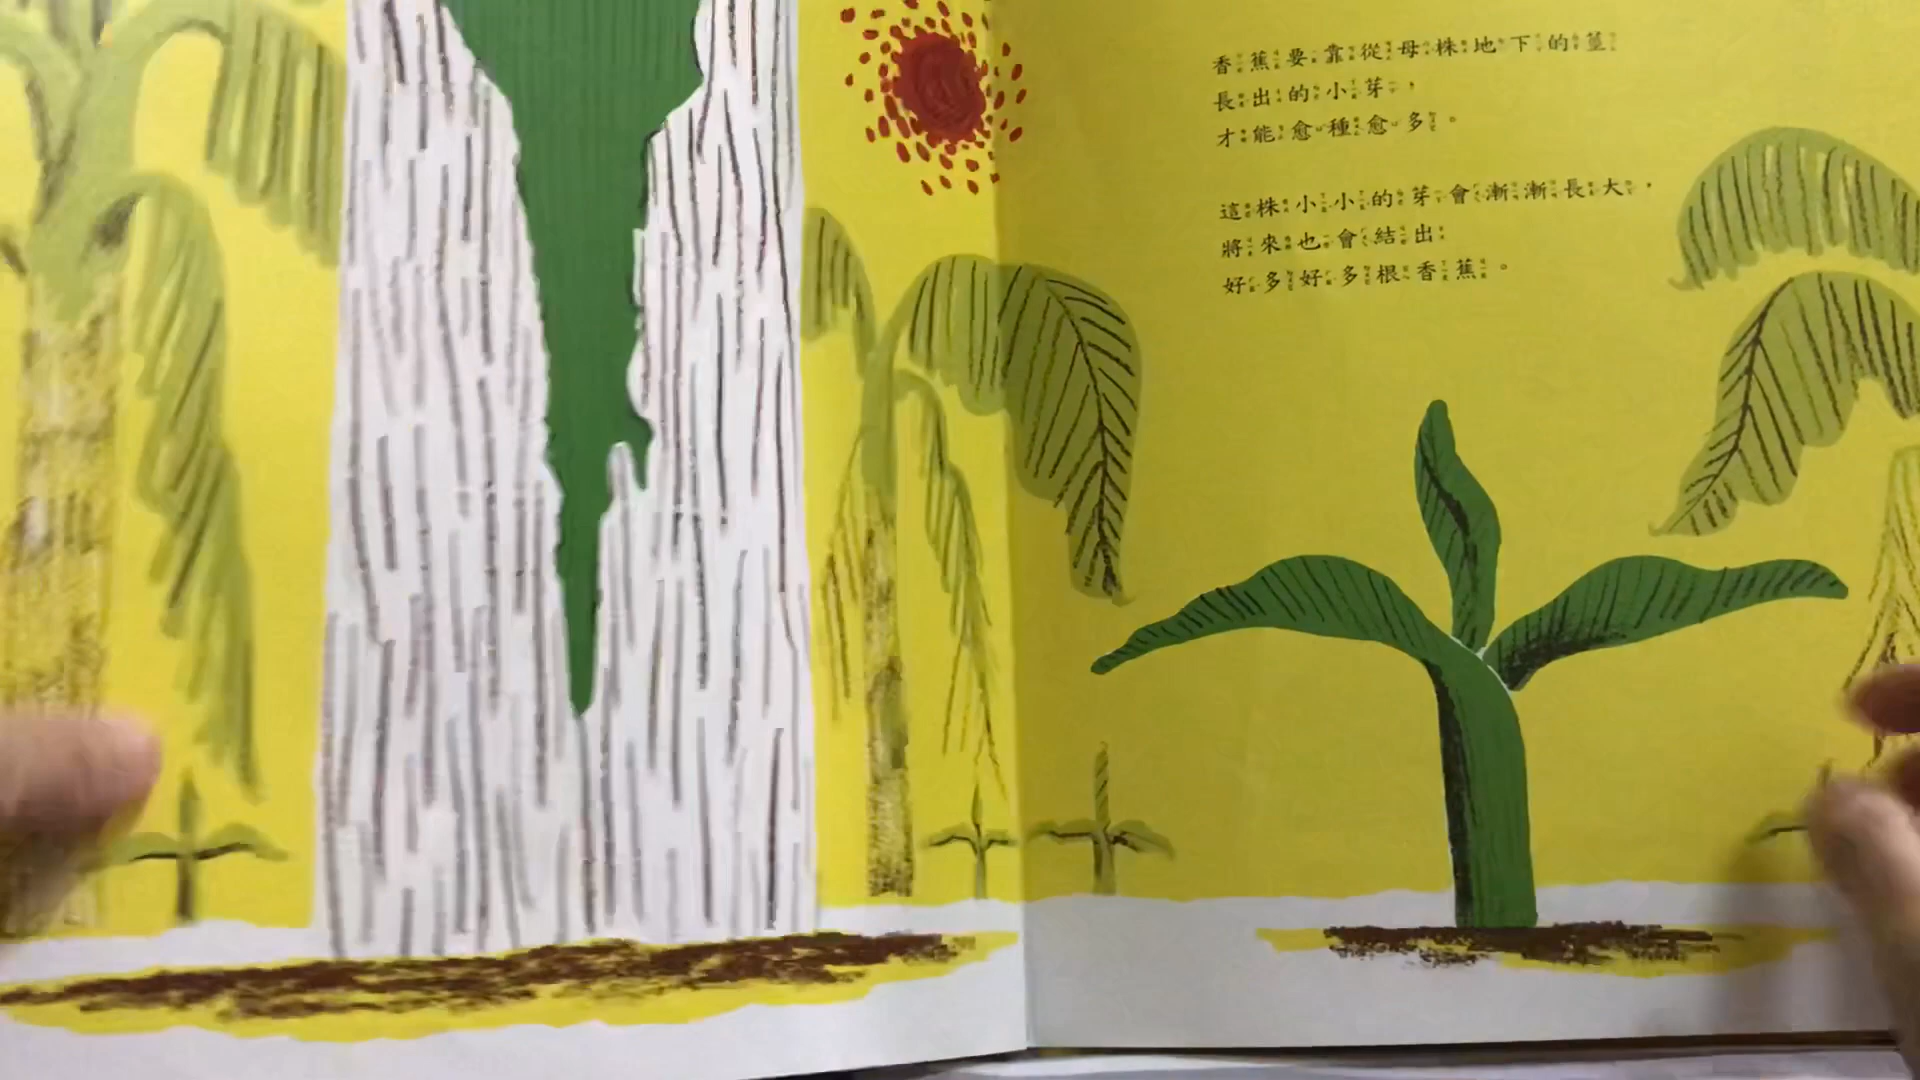 香蕉要靠從母株地下的莖
長出的小芽，
才能愈種愈多。
這株小小的芽會漸漸長大，
將來也會結出
好多好多根香蕉。